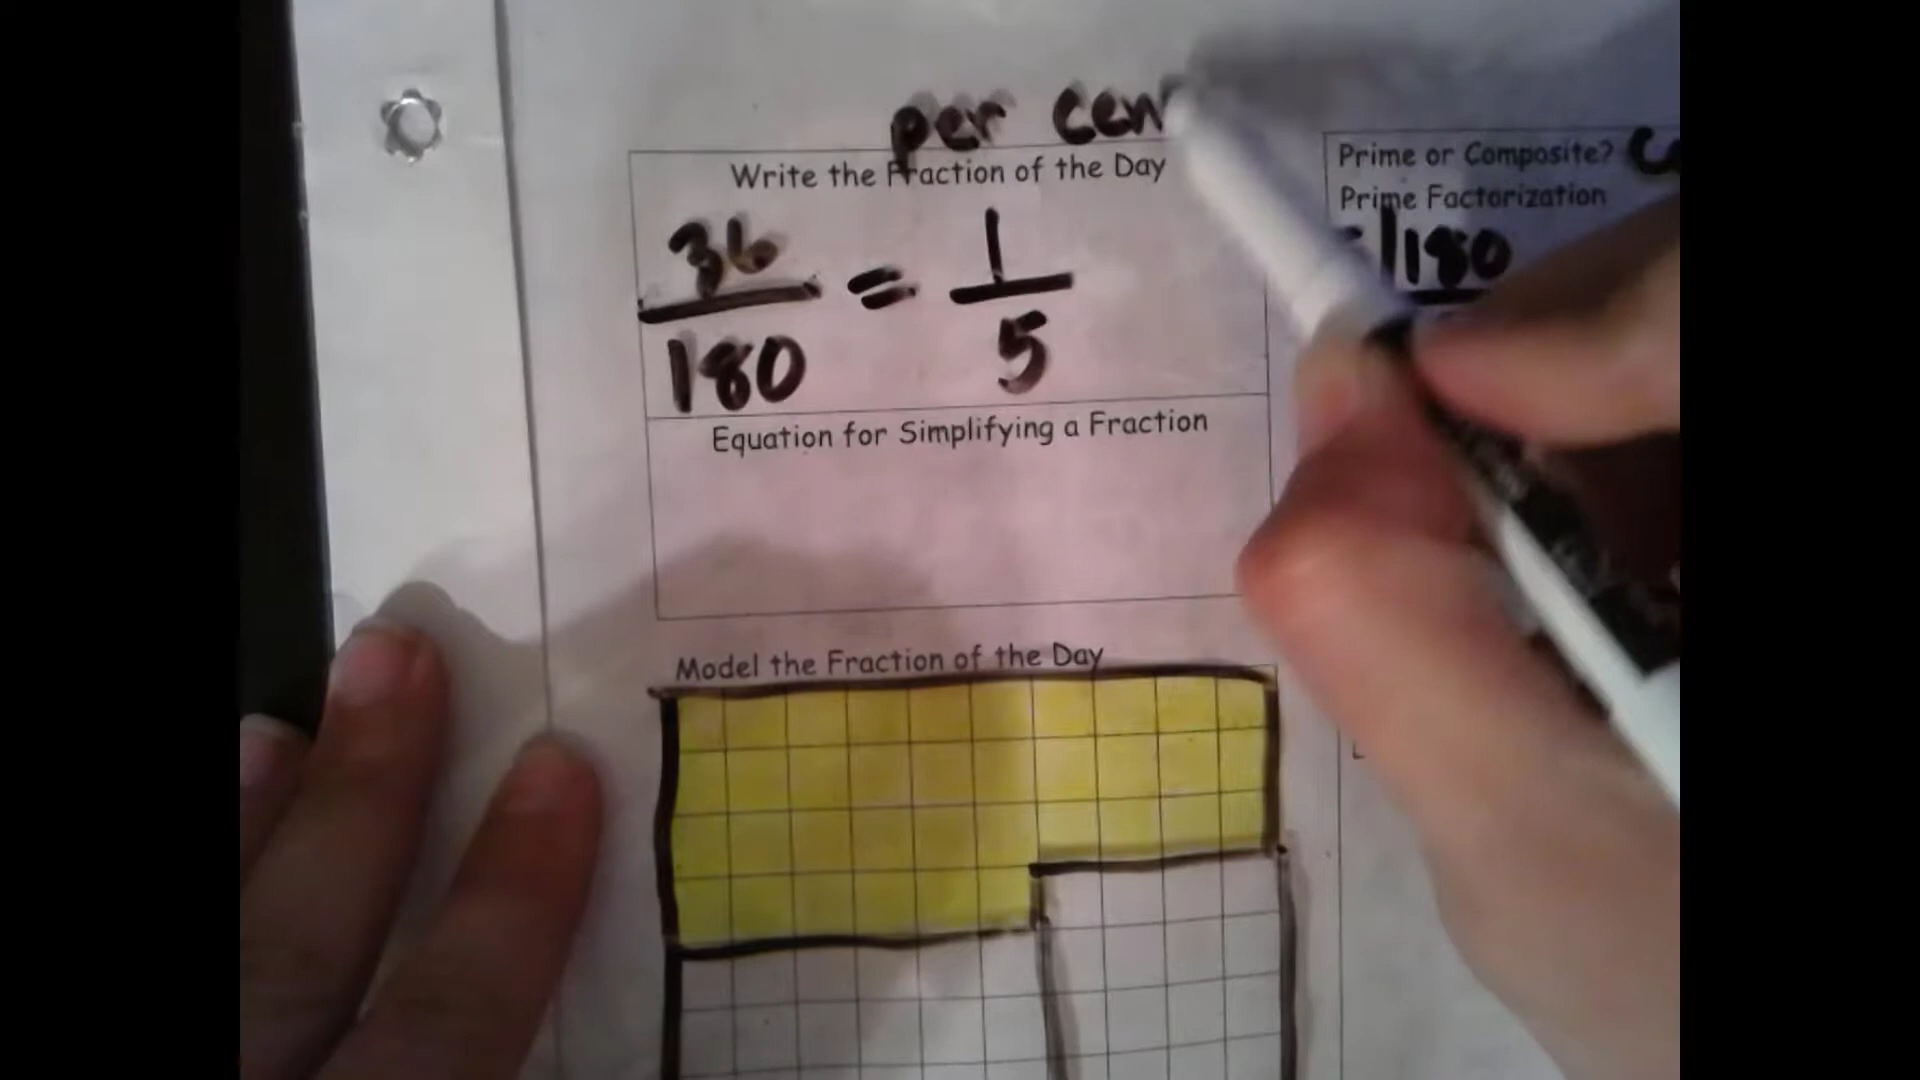 per cen
Write the Fraction of the Day
36/180 = 1/5
Equation for Simplifying a Fraction
Model the Fraction of the Day
Prime or Composite?
Prime Factorization
180